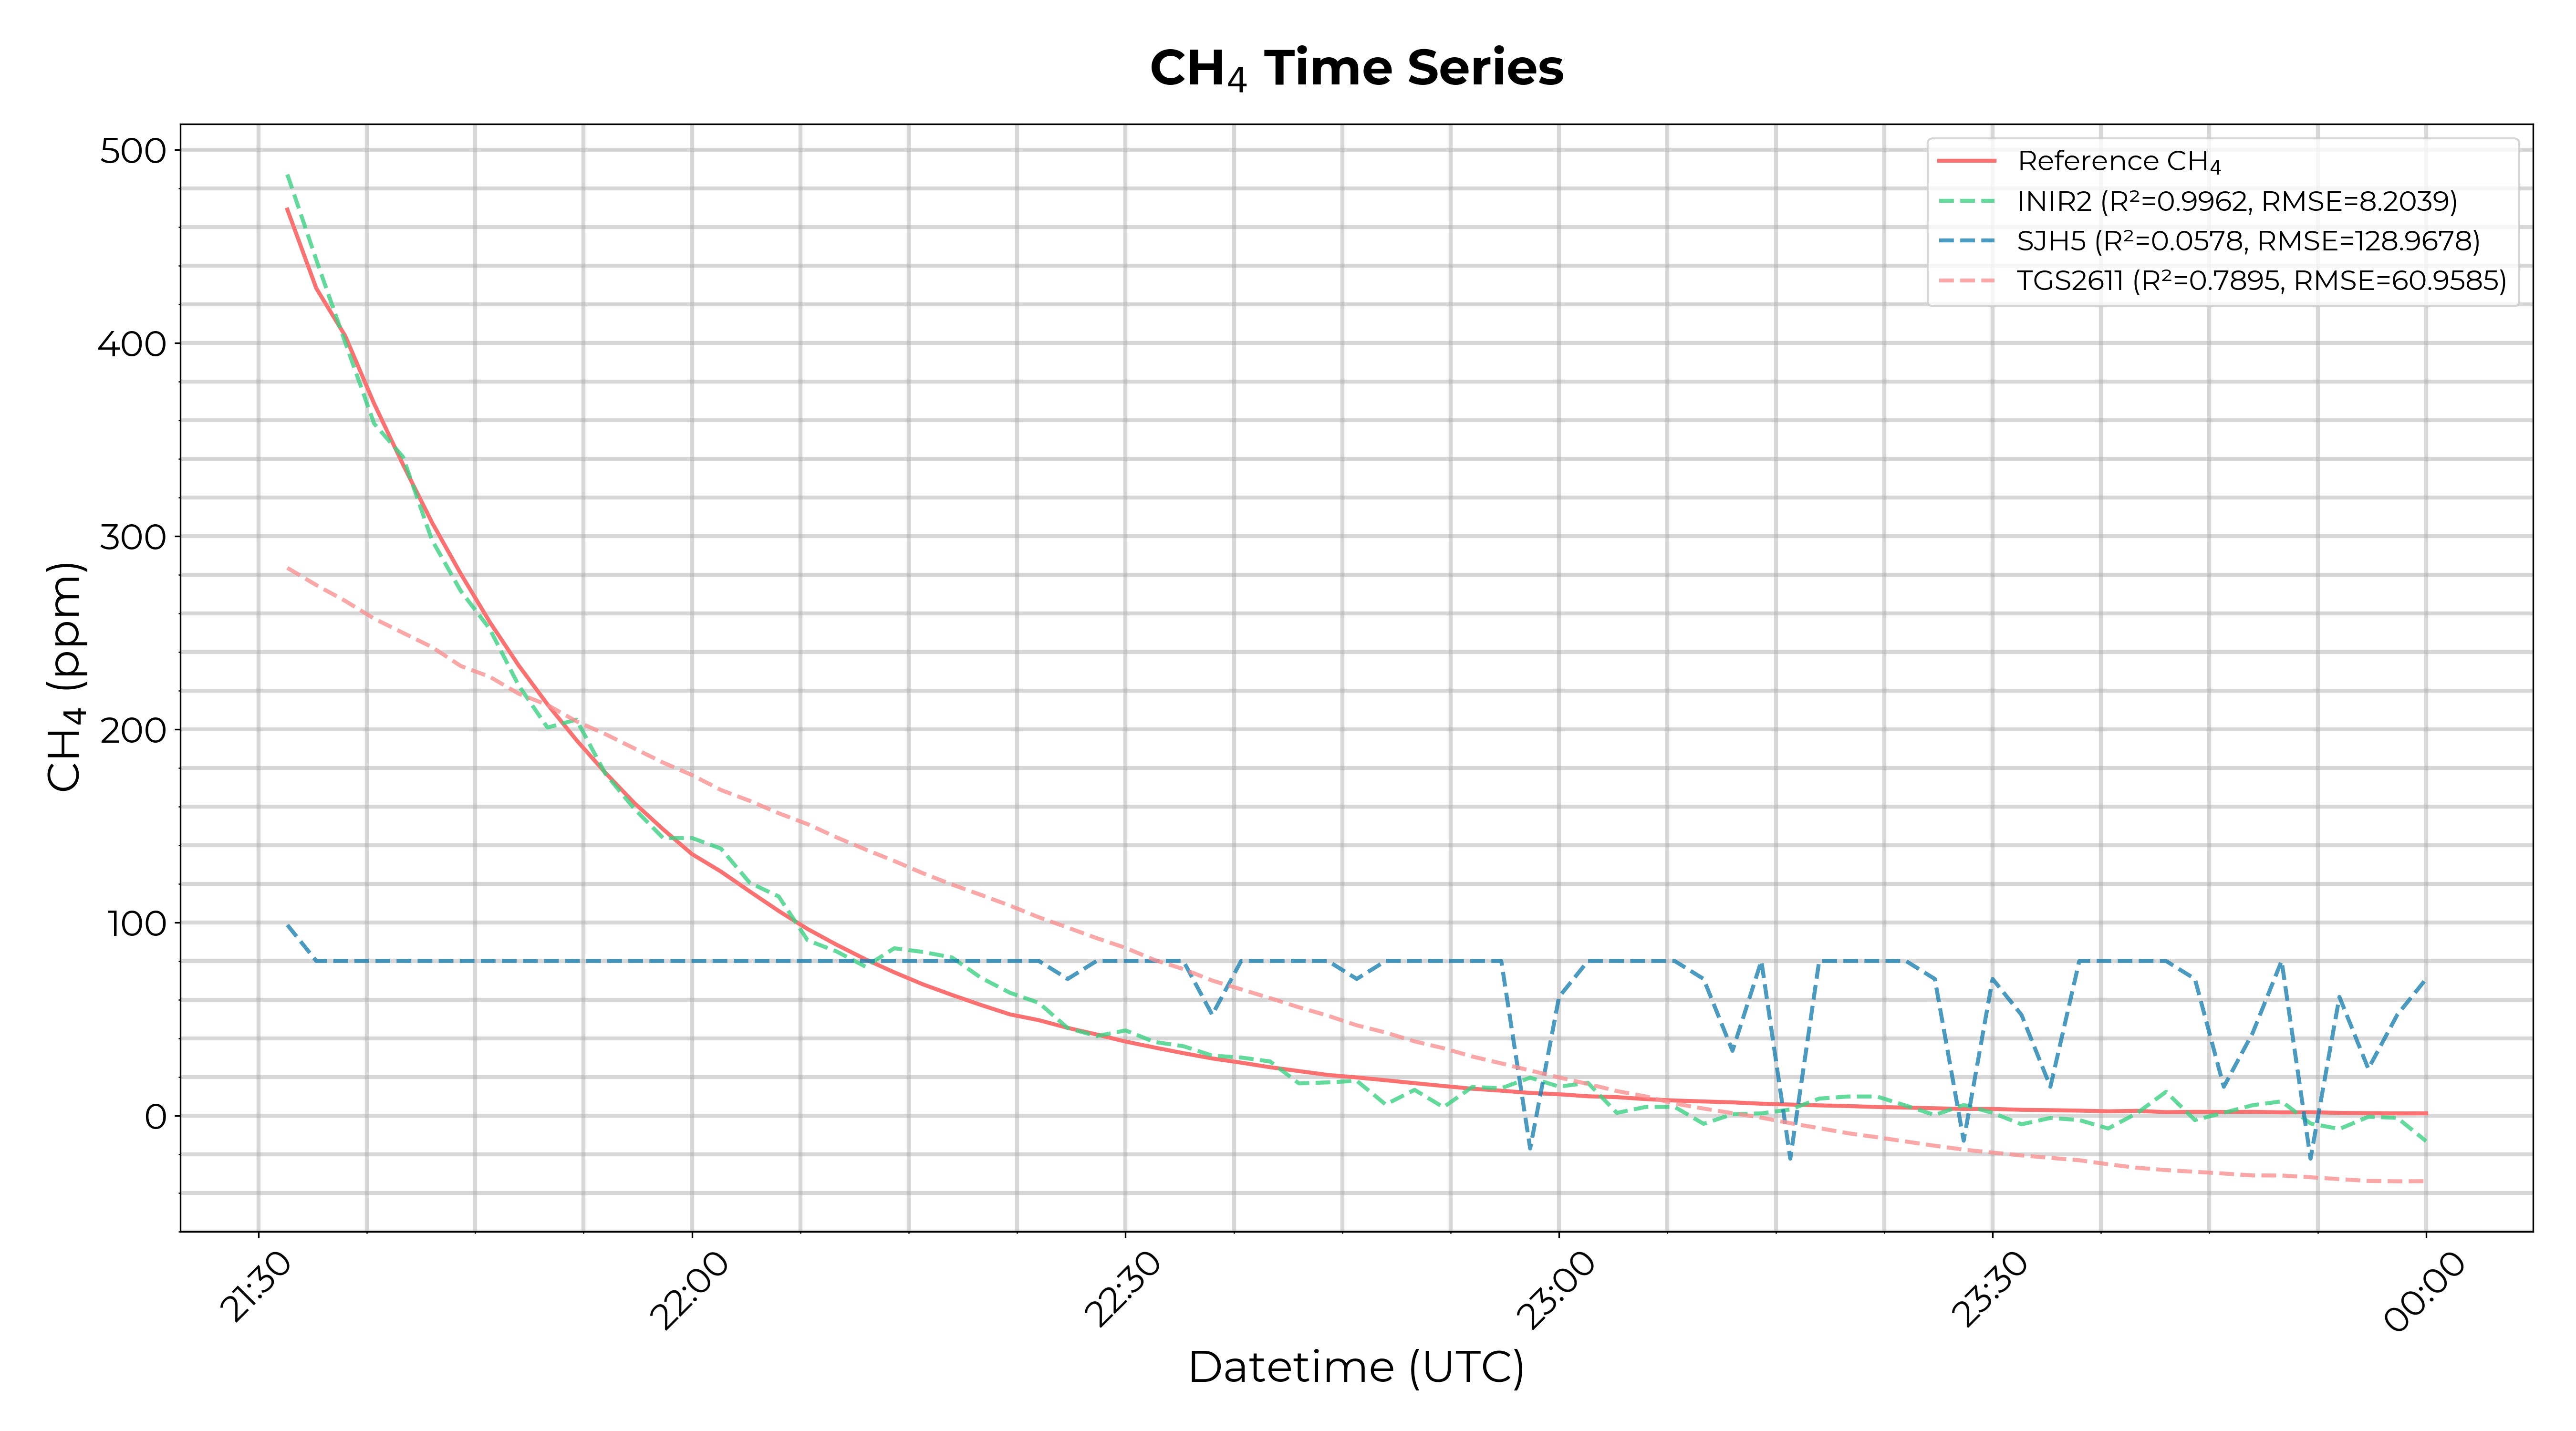 CH₄ Time Series
500
400
300
200
100
0
CH₄ (ppm)
Reference CH₄
INIR2 (R²=0.9962, RMSE=8.2039)
SJH5 (R²=0.0578, RMSE=128.9678)
TGS2611 (R²=0.7895, RMSE=60.9585)
21:30
22:00
22:30
23:00
23:30
00:00
Datetime (UTC)